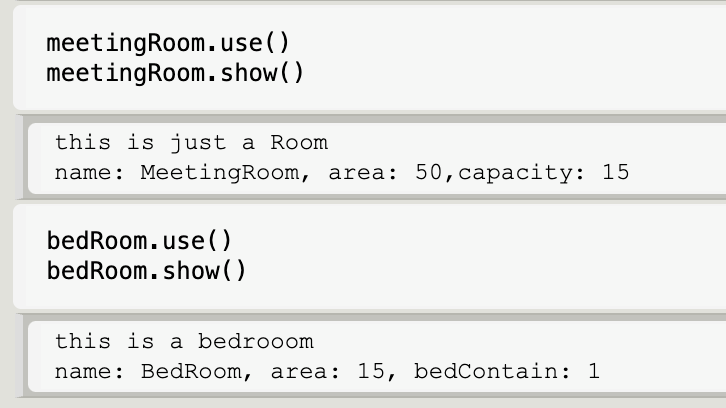 meetingRoom.use()
meetingRoom.show()
this is just a Room
name: MeetingRoom, area: 50,capacity: 15
bedRoom.use()
bedRoom.show()
this is a bedrooom
name: BedRoom, area: 15, bedContain: 1